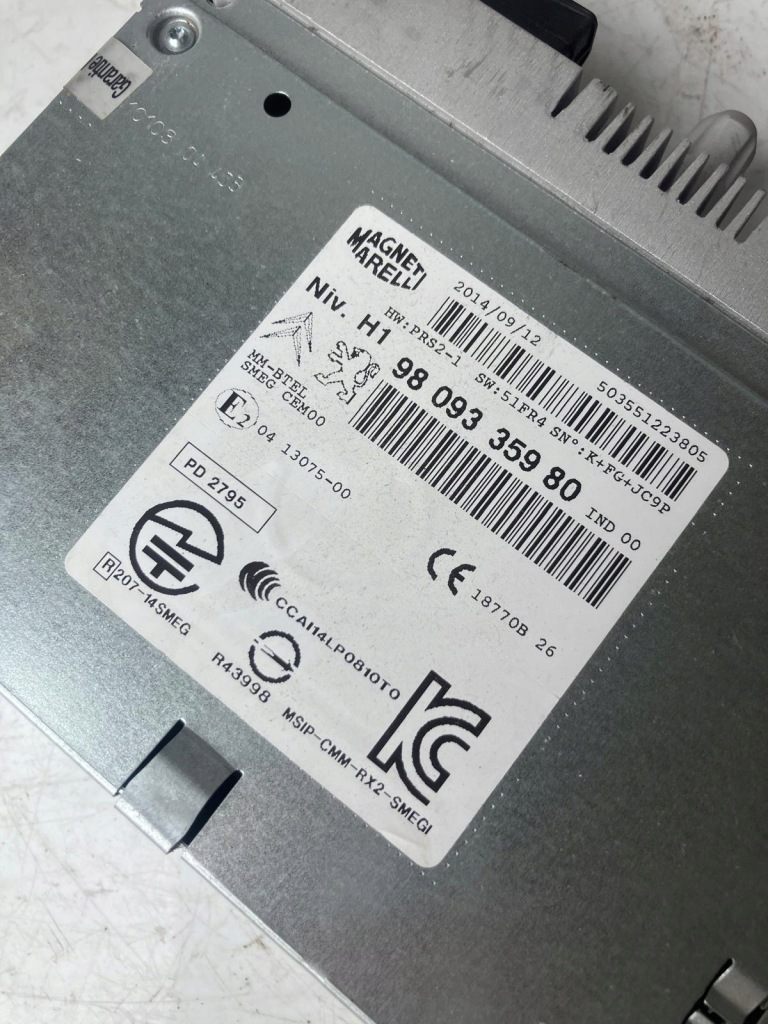 Garantie
MAGNETI
MARELLI
2014/09/12
503551223805
Niv. H1
HW:PRS2-1 SW:51FR4 SN°:K+FG+JC9P
98 093 359 80
IND 00
MM-BTEL
SMEG CEM00
E2
04 13075-00
PD 2795
CE
18770B 26
R 207-14SMEG
CCAI14LP0810T0
R43998
MSIP-CMM-RX2-SMEGI